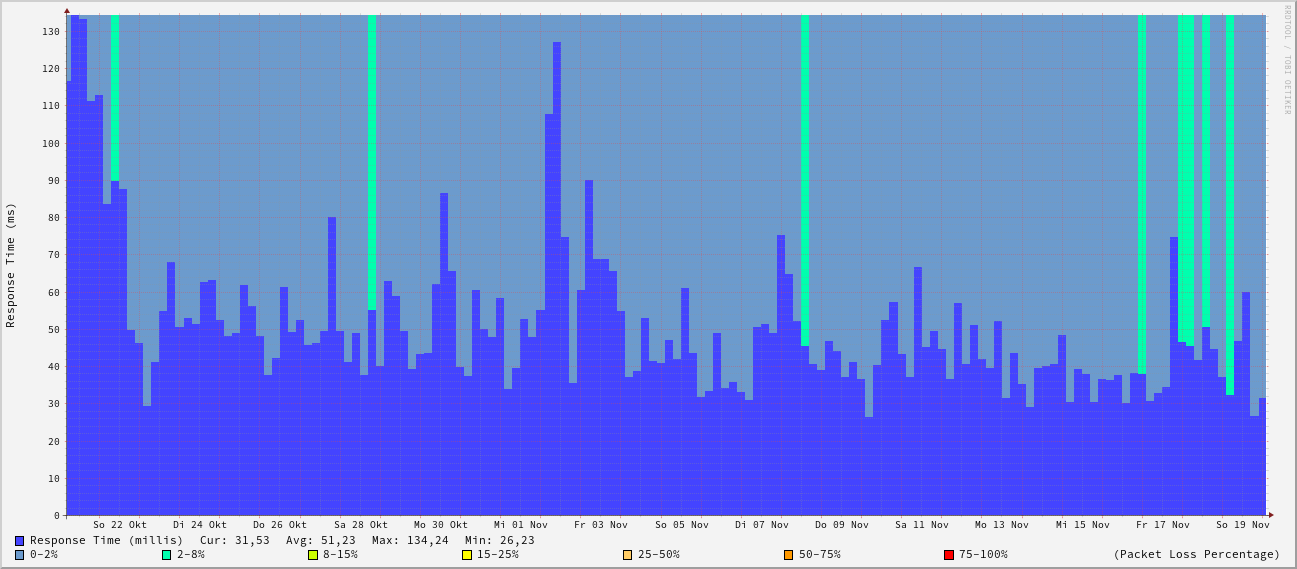 RRDTOOL / TOBI OETIKER
Response Time (ms)
130
120
110
100
90
80
70
60
50
40
30
20
10
0
So 22 Okt Di 24 Okt Do 26 Okt Sa 28 Okt Mo 30 Okt Mi 01 Nov Fr 03 Nov So 05 Nov Di 07 Nov Do 09 Nov Sa 11 Nov Mo 13 Nov Mi 15 Nov Fr 17 Nov So 19 Nov
Response Time (millis) Cur: 31,53 Avg: 51,23 Max: 134,24 Min: 26,23
0-2% 2-8% 8-15% 15-25% 25-50% 50-75% 75-100% (Packet Loss Percentage)